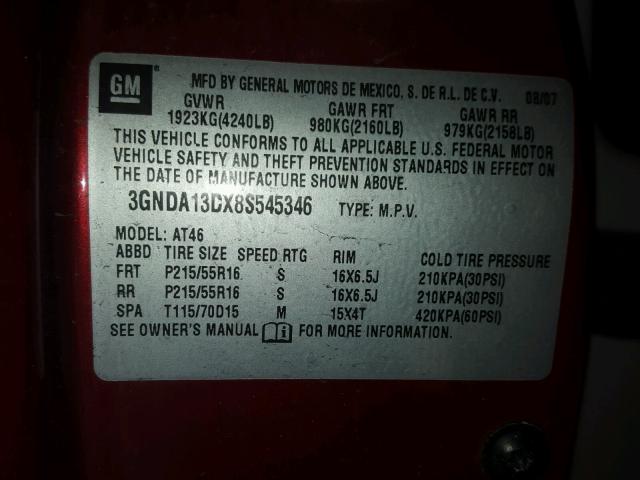 GM
MFD BY GENERAL MOTORS DE MEXICO, S. DE R.L. DE C.V. 08/07
GVWR GAWR FRT GAWR RR
1923KG(4240LB) 980KG(2160LB) 979KG(2158LB)
THIS VEHICLE CONFORMS TO ALL APPLICABLE U.S. FEDERAL MOTOR
VEHICLE SAFETY AND THEFT PREVENTION STANDARDS IN EFFECT ON
THE DATE OF MANUFACTURE SHOWN ABOVE.
3GNDA13DX8S545346 TYPE: M.P.V.
MODEL: AT46
ABBD TIRE SIZE SPEED RTG RIM COLD TIRE PRESSURE
FRT P215/55R16 S 16X6.5J 210KPA(30PSI)
RR P215/55R16 S 16X6.5J 210KPA(30PSI)
SPA T115/70D15 M 15X4T 420KPA(60PSI)
SEE OWNER'S MANUAL FOR MORE INFORMATION.